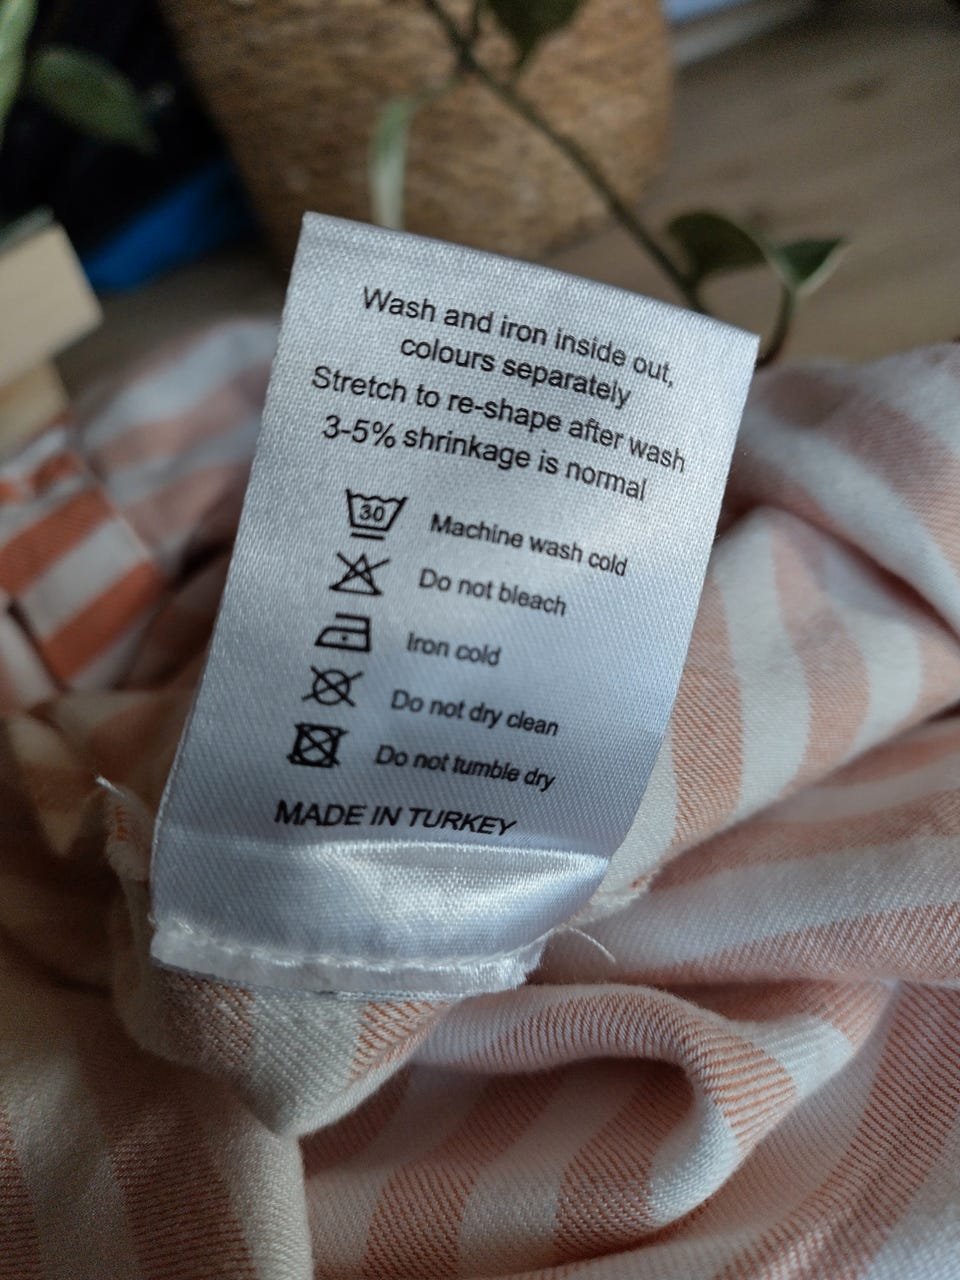 Wash and iron inside out,
colours separately
Stretch to re-shape after wash
3-5% shrinkage is normal
30 Machine wash cold
Do not bleach
Iron cold
Do not dry clean
Do not tumble dry
MADE IN TURKEY